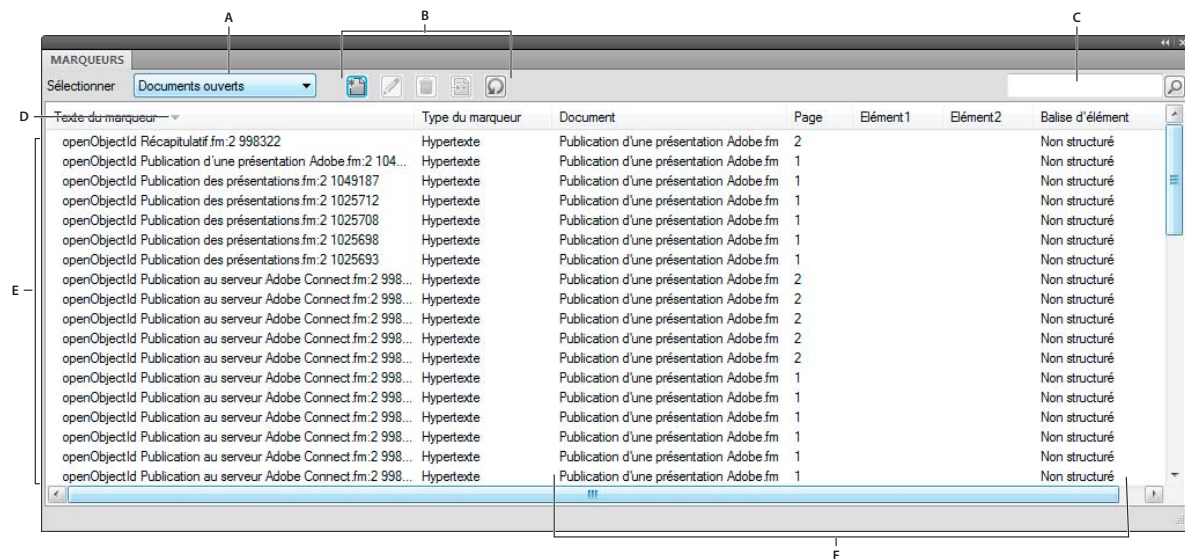 A B C
MARQUEURS
Sélectionner Documents ouverts
D Texte du marqueur Type du marqueur Document Page Elément1 Elément2 Balise d'élément
openObjectId Récapitulatif.fm:2 998322 Hypertexte Publication d'une présentation Adobe.fm 2 Non structuré
openObjectId Publication d'une présentation Adobe.fm:2 104... Hypertexte Publication d'une présentation Adobe.fm 1 Non structuré
openObjectId Publication des présentations.fm:2 1049187 Hypertexte Publication d'une présentation Adobe.fm 1 Non structuré
openObjectId Publication des présentations.fm:2 1025712 Hypertexte Publication d'une présentation Adobe.fm 1 Non structuré
openObjectId Publication des présentations.fm:2 1025708 Hypertexte Publication d'une présentation Adobe.fm 1 Non structuré
openObjectId Publication des présentations.fm:2 1025698 Hypertexte Publication d'une présentation Adobe.fm 1 Non structuré
openObjectId Publication des présentations.fm:2 1025693 Hypertexte Publication d'une présentation Adobe.fm 1 Non structuré
E openObjectId Publication au serveur Adobe Connect.fm:2 998... Hypertexte Publication d'une présentation Adobe.fm 2 Non structuré
openObjectId Publication au serveur Adobe Connect.fm:2 998... Hypertexte Publication d'une présentation Adobe.fm 2 Non structuré
openObjectId Publication au serveur Adobe Connect.fm:2 998... Hypertexte Publication d'une présentation Adobe.fm 2 Non structuré
openObjectId Publication au serveur Adobe Connect.fm:2 998... Hypertexte Publication d'une présentation Adobe.fm 2 Non structuré
openObjectId Publication au serveur Adobe Connect.fm:2 998... Hypertexte Publication d'une présentation Adobe.fm 2 Non structuré
openObjectId Publication au serveur Adobe Connect.fm:2 998... Hypertexte Publication d'une présentation Adobe.fm 1 Non structuré
openObjectId Publication au serveur Adobe Connect.fm:2 998... Hypertexte Publication d'une présentation Adobe.fm 1 Non structuré
openObjectId Publication au serveur Adobe Connect.fm:2 998... Hypertexte Publication d'une présentation Adobe.fm 1 Non structuré
openObjectId Publication au serveur Adobe Connect.fm:2 998... Hypertexte Publication d'une présentation Adobe.fm 1 Non structuré
openObjectId Publication au serveur Adobe Connect.fm:2 998... Hypertexte Publication d'une présentation Adobe.fm 1 Non structuré
openObjectId Publication au serveur Adobe Connect.fm:2 998... Hypertexte Publication d'une présentation Adobe.fm 1 Non structuré
F